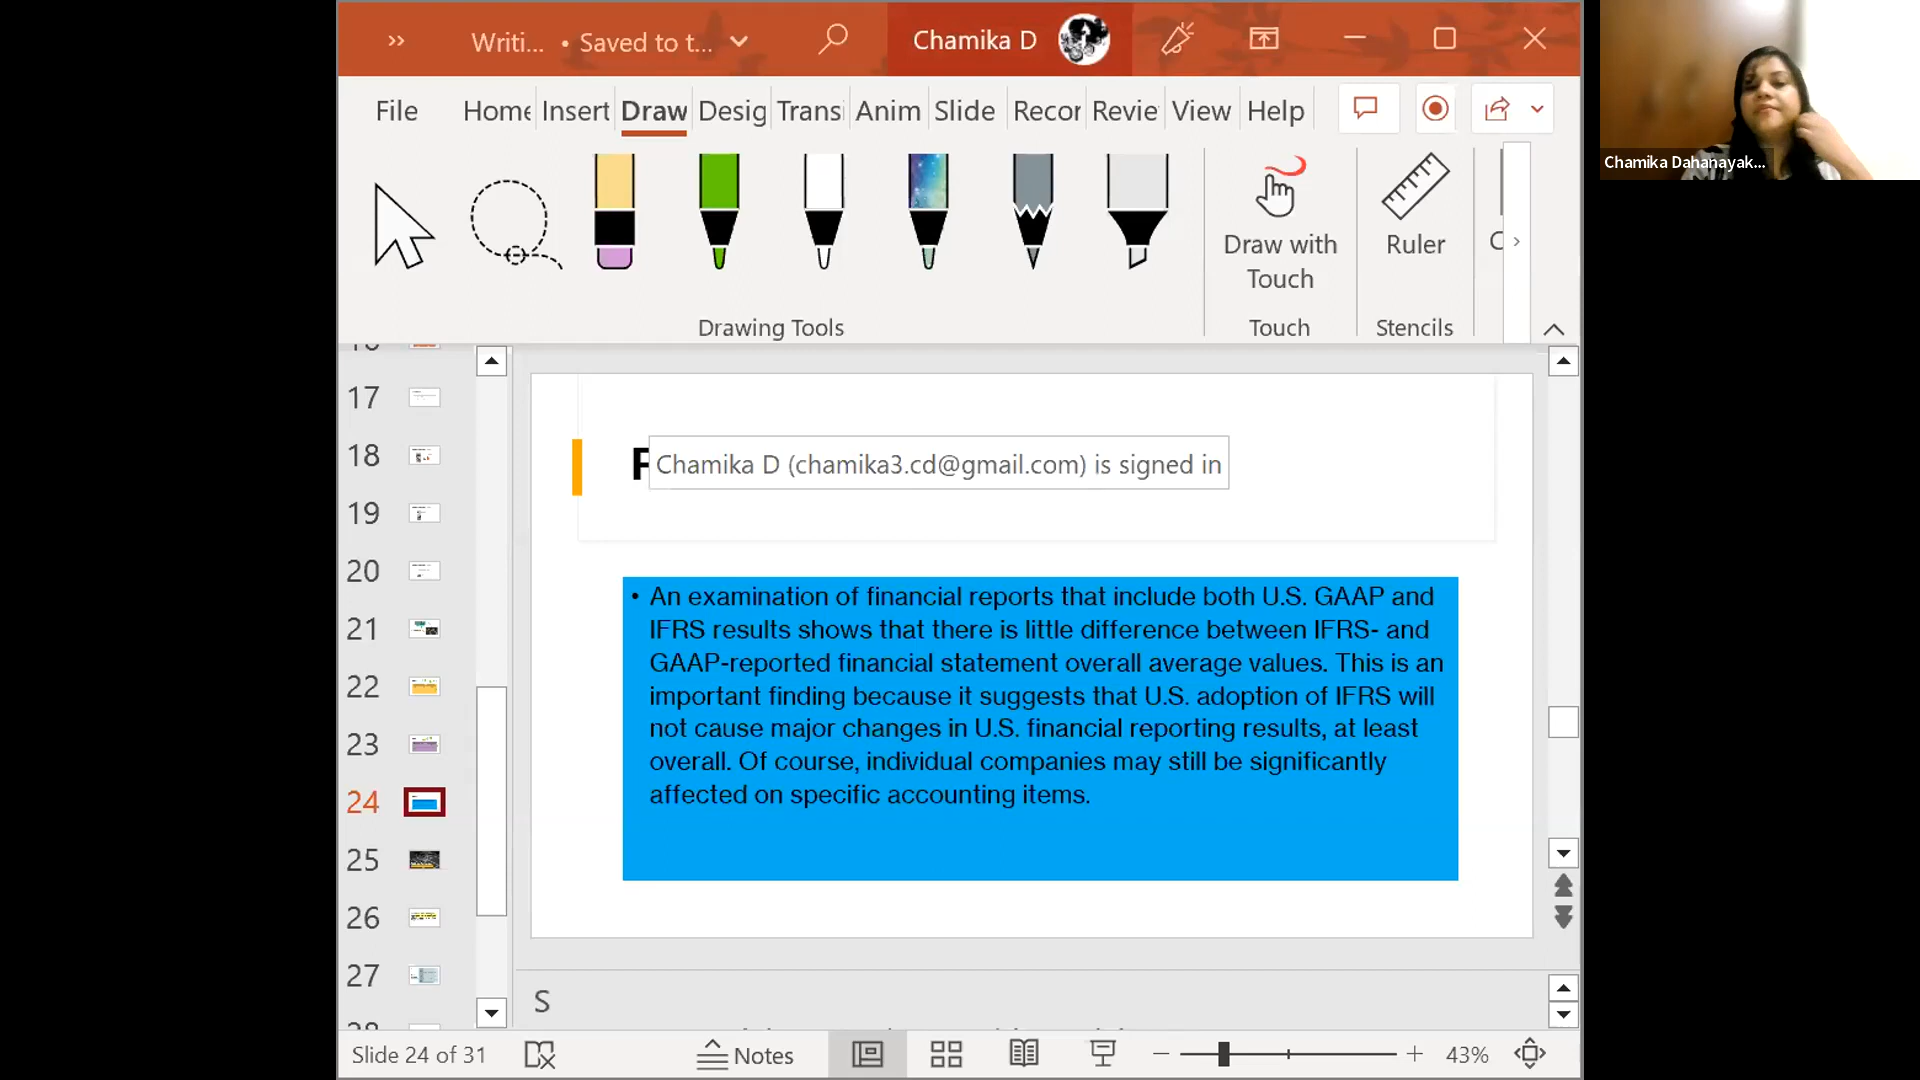 Writi... • Saved to t...
Chamika D
File Home Insert Draw Desig Trans Anim Slide Recor Revie View Help
Draw with
Touch
Ruler
Drawing Tools
Touch
Stencils
Chamika Dahanayak...
17
18
19
20
21
22
23
24
25
26
27
F
Chamika D (chamika3.cd@gmail.com) is signed in
• An examination of financial reports that include both U.S. GAAP and
IFRS results shows that there is little difference between IFRS- and
GAAP-reported financial statement overall average values. This is an
important finding because it suggests that U.S. adoption of IFRS will
not cause major changes in U.S. financial reporting results, at least
overall. Of course, individual companies may still be significantly
affected on specific accounting items.
S
Slide 24 of 31
Notes
43%